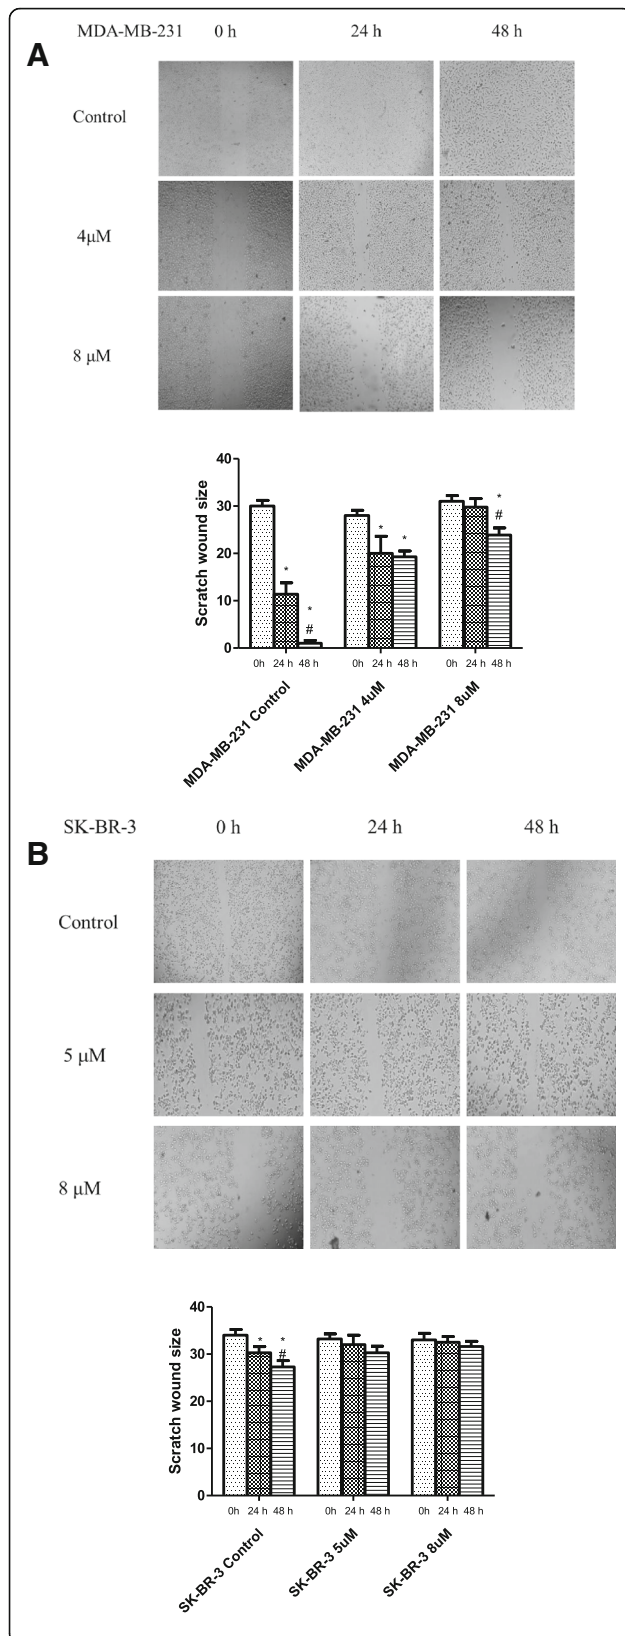 MDA-MB-231 0 h 24 h 48 h
A
Control
4μM
8 μM
40
30
20
10
0
Scratch wound size
*
*
#
*
*
*
#
0h 24 h 48 h 0h 24 h 48 h 0h 24 h 48 h
MDA-MB-231 Control
MDA-MB-231 4uM
MDA-MB-231 8uM
SK-BR-3 0 h 24 h 48 h
B
Control
5 μM
8 μM
40
30
20
10
0
Scratch wound size
* *
#
0h 24 h 48 h 0h 24 h 48 h 0h 24 h 48 h
SK-BR-3 Control
SK-BR-3 5uM
SK-BR-3 8uM